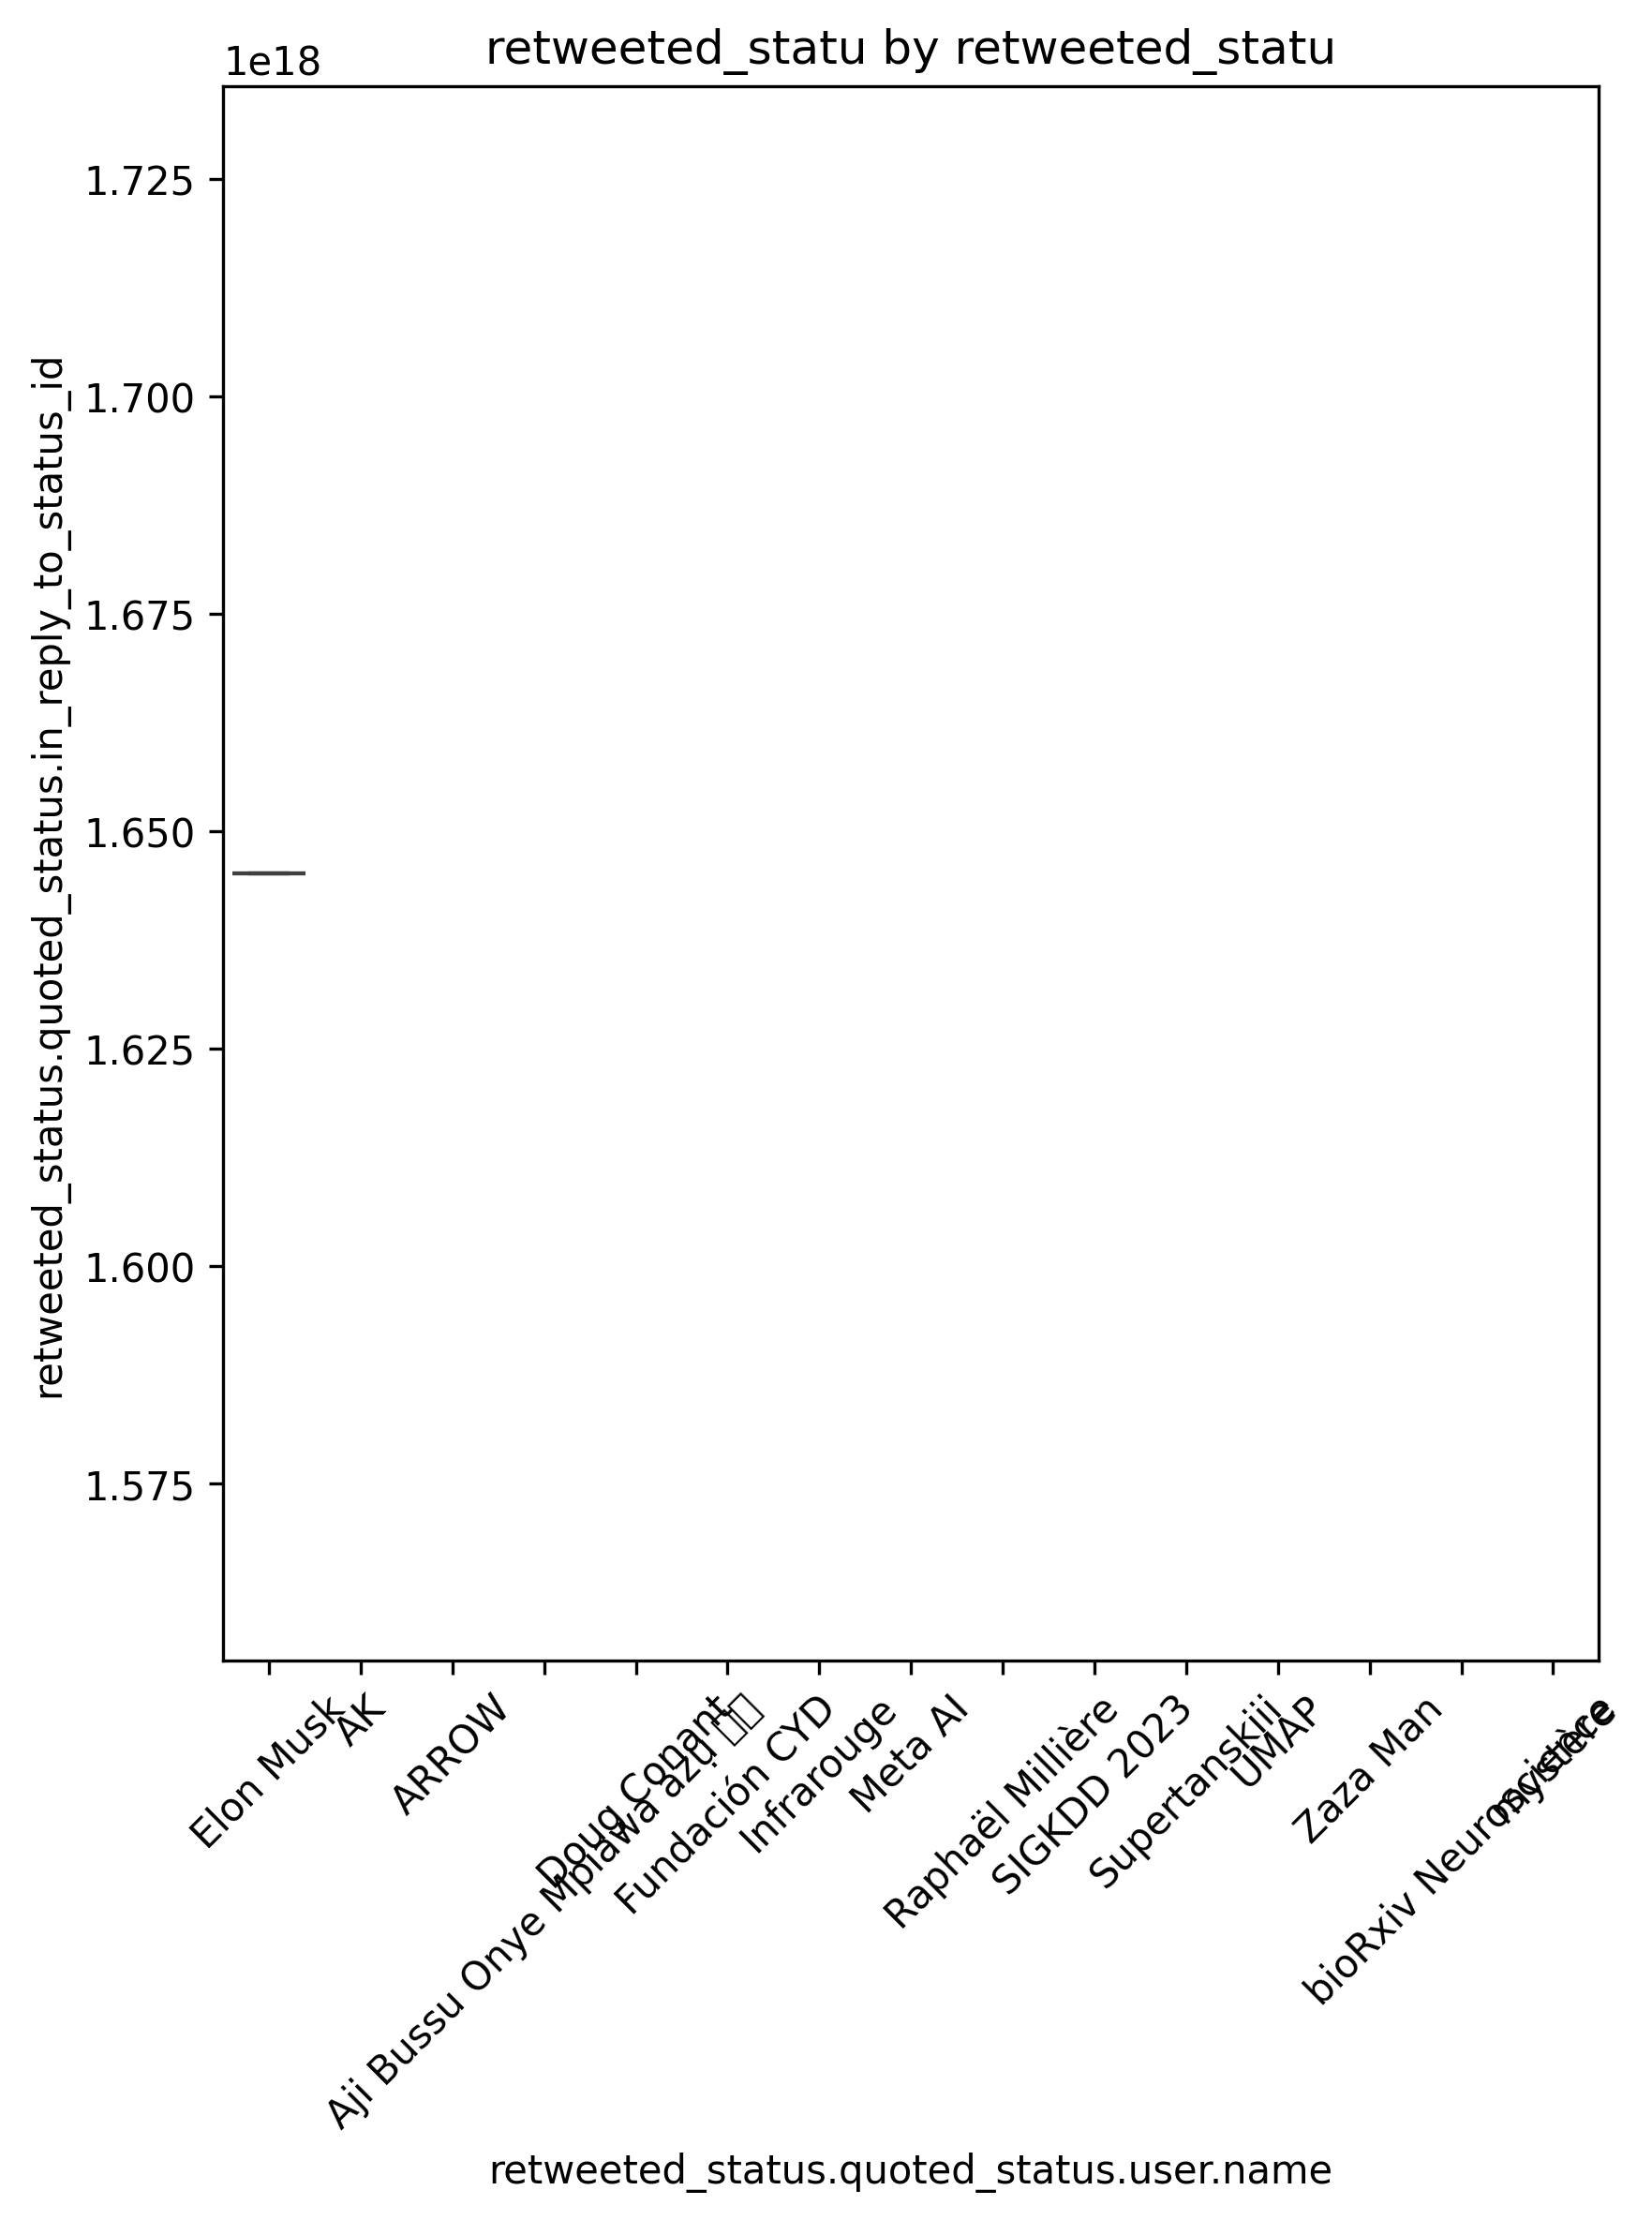 retweeted_statu by retweeted_statu
1e18
1.725
1.700
1.675
1.650
1.625
1.600
1.575
retweeted_status.quoted_status.in_reply_to_status_id
Elon Musk
AK
ARROW
Aji Bussu Onye Mpiawa azụ
Doug Conant
Fundación CYD
Infrarouge
Meta AI
Raphaël Millière
SIGKDD 2023
Supertanskiii
UMAP
Zaza Man
bioRxiv Neuroscience
mystère
retweeted_status.quoted_status.user.name